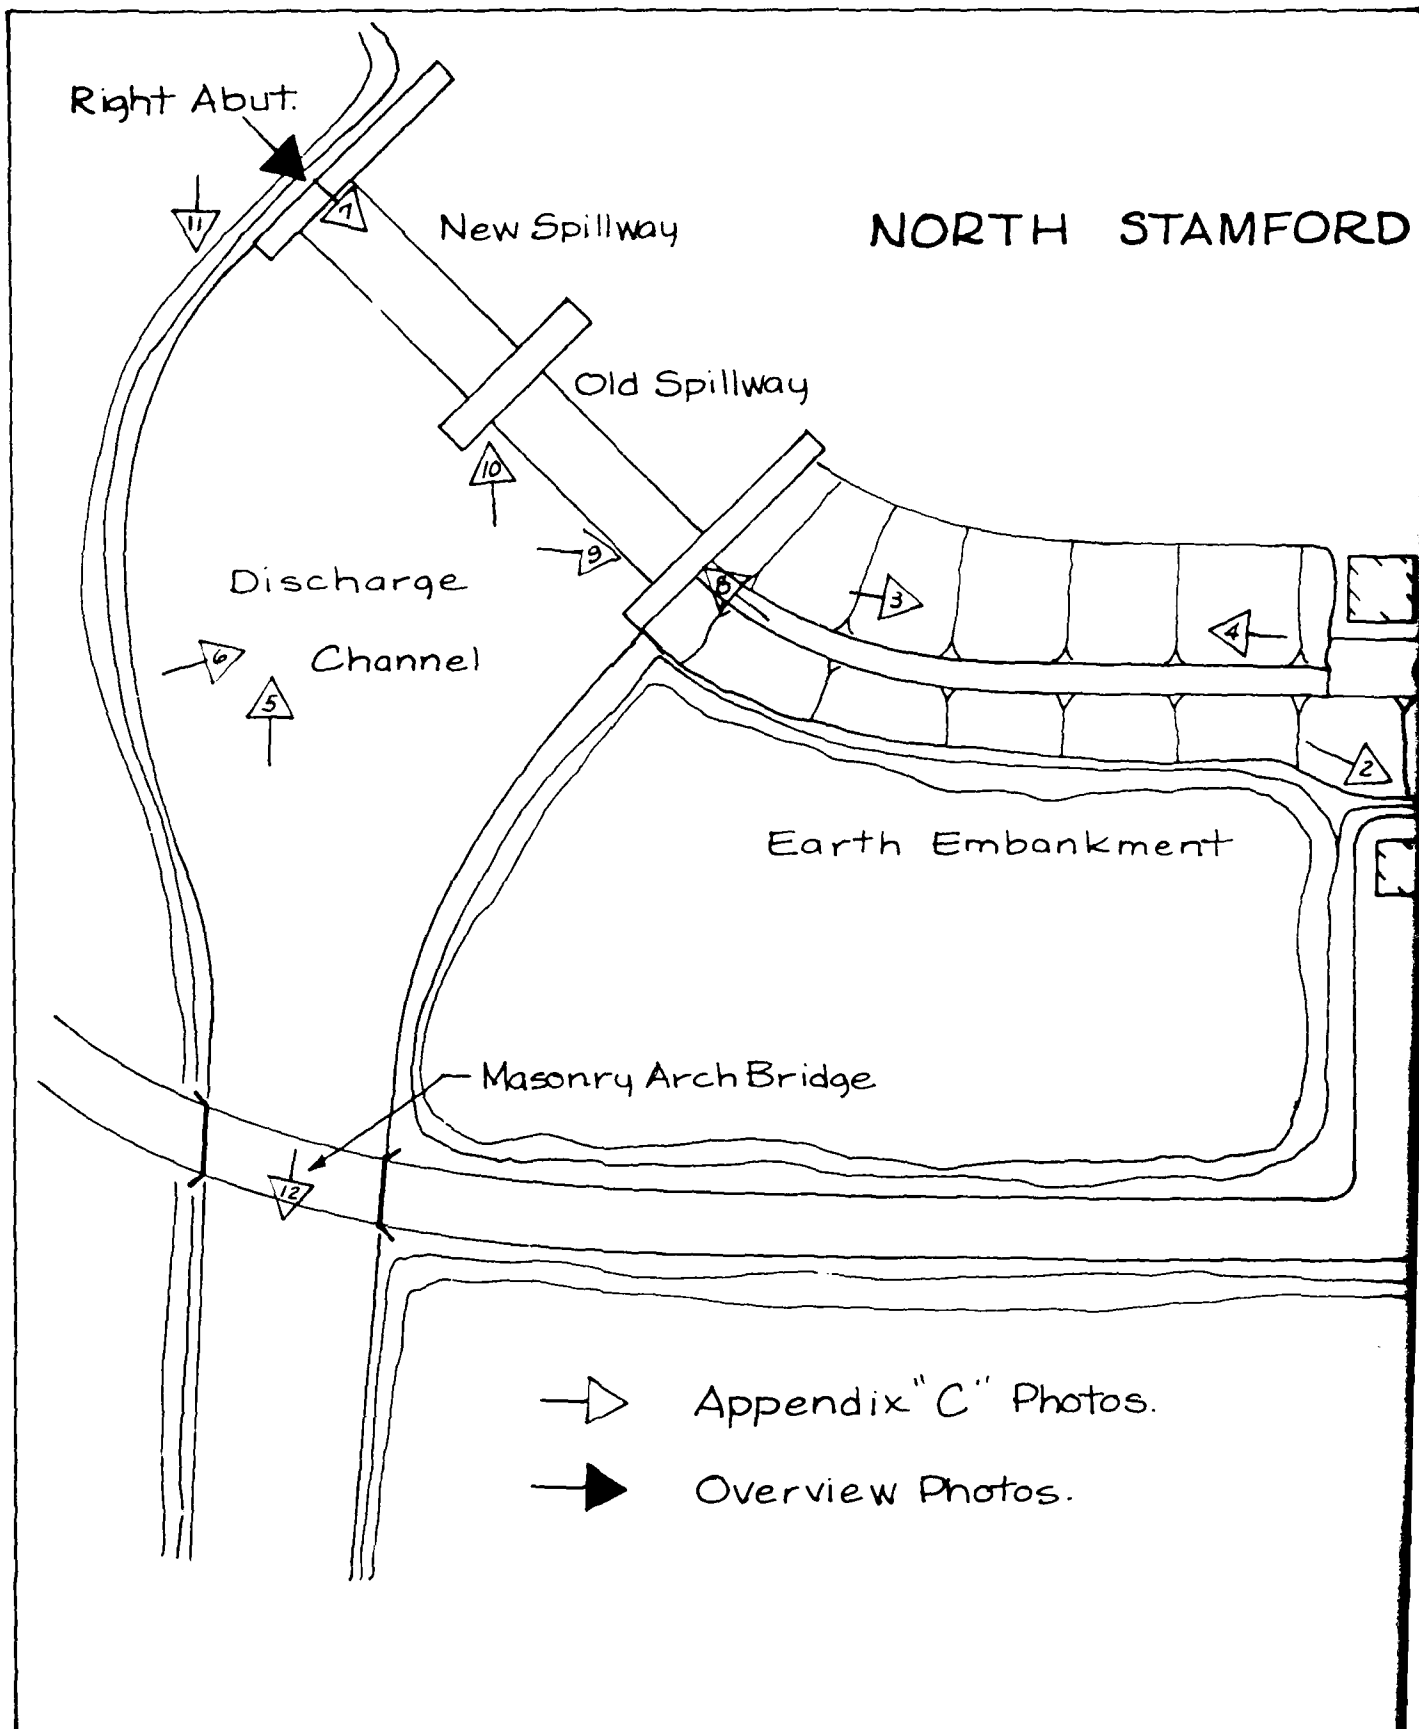 Right Abut.
11
7
New Spillway
NORTH STAMFORD
Old Spillway
10
9
8
3
4
Discharge
Channel
6
5
2
Earth Embankment
Masonry Arch Bridge
12
Appendix "C" Photos.
Overview Photos.